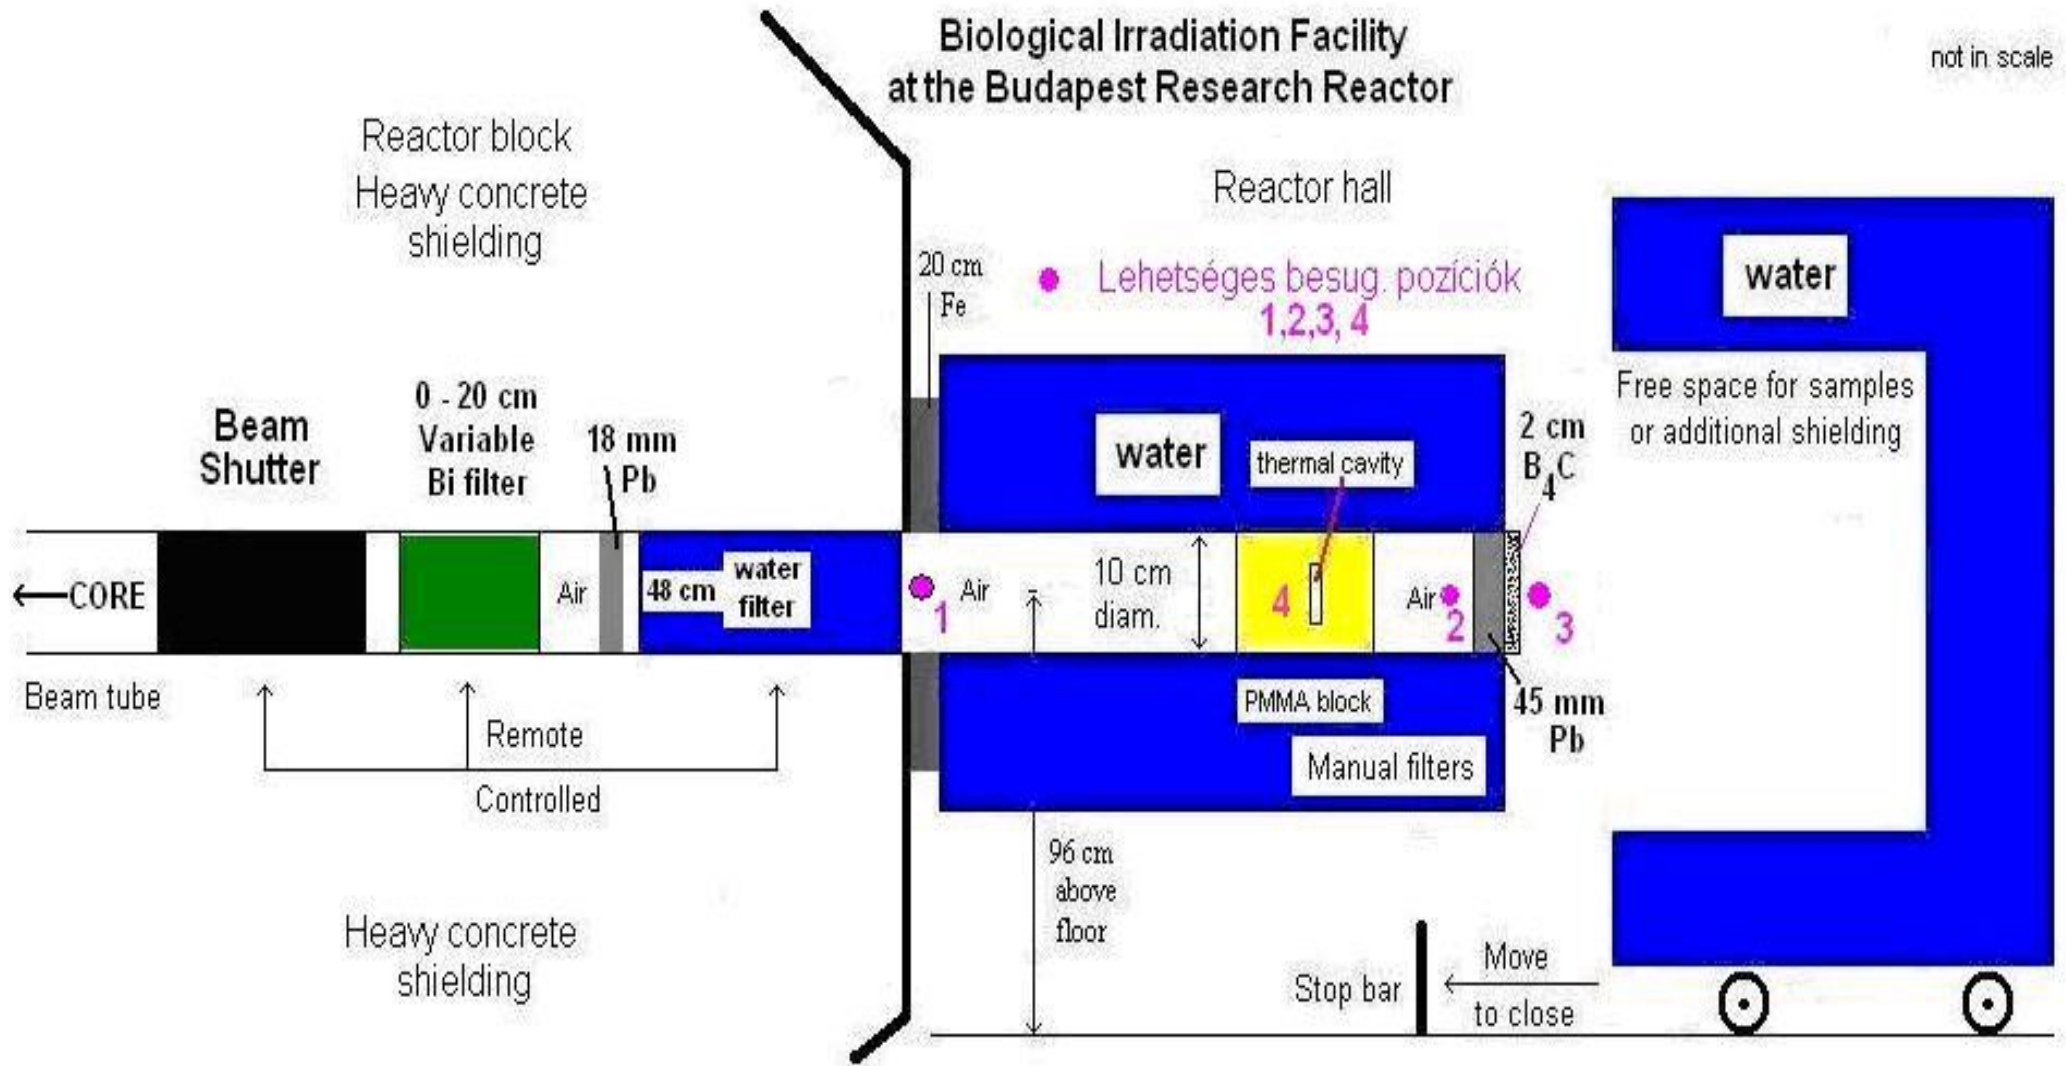 Biological Irradiation Facility
at the Budapest Research Reactor
not in scale
Reactor block
Heavy concrete
shielding
Reactor hall
20 cm
Fe
Lehetséges besug. pozíciók
1,2,3, 4
water
Free space for samples
or additional shielding
Beam
Shutter
0 - 20 cm
Variable
Bi filter
18 mm
Pb
water
thermal cavity
2 cm
B4C
CORE
Air
48 cm
water
filter
1
Air
10 cm
diam.
4
Air
2
3
Beam tube
Remote
Controlled
PMMA block
Manual filters
45 mm
Pb
96 cm
above
floor
Heavy concrete
shielding
Stop bar
Move
to close